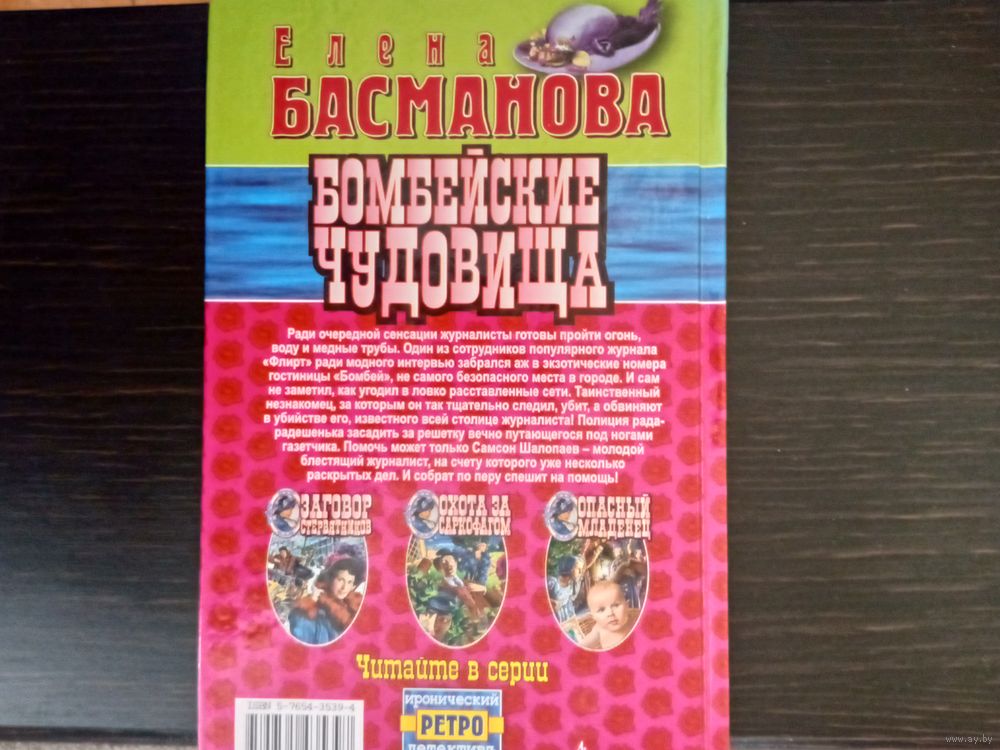 Елена
БАСМАНОВА
БОМБЕЙСКИЕ
ЧУДОВИЩА
Ради очередной сенсации журналисты готовы пройти огонь,
воду и медные трубы. Один из сотрудников популярного журнала
«Флирт» ради модного интервью забрался аж в экзотические номера
гостиницы «Бомбей», не самого безопасного места в городе. И сам
не заметил, как угодил в ловко расставленные сети. Таинственный
незнакомец, за которым он так тщательно следил, убит, а обвиняют
в убийстве его, известного всей столице журналиста! Полиция рада-
радешенька засадить за решетку вечно путающегося под ногами
газетчика. Помочь может только Самсон Шалопаев – молодой
блестящий журналист, на счету которого уже несколько
раскрытых дел. И собрат по перу спешит на помощь!
ЗАГОВОР
СТЕРВЯТНИКОВ
ОХОТА ЗА
САРКОФАГОМ
ОПАСНЫЙ
МЛАДЕНЕЦ
Читайте в серии
иронический
РЕТРО
детектив
ISBN 5-7654-3539-4
www.ay.by